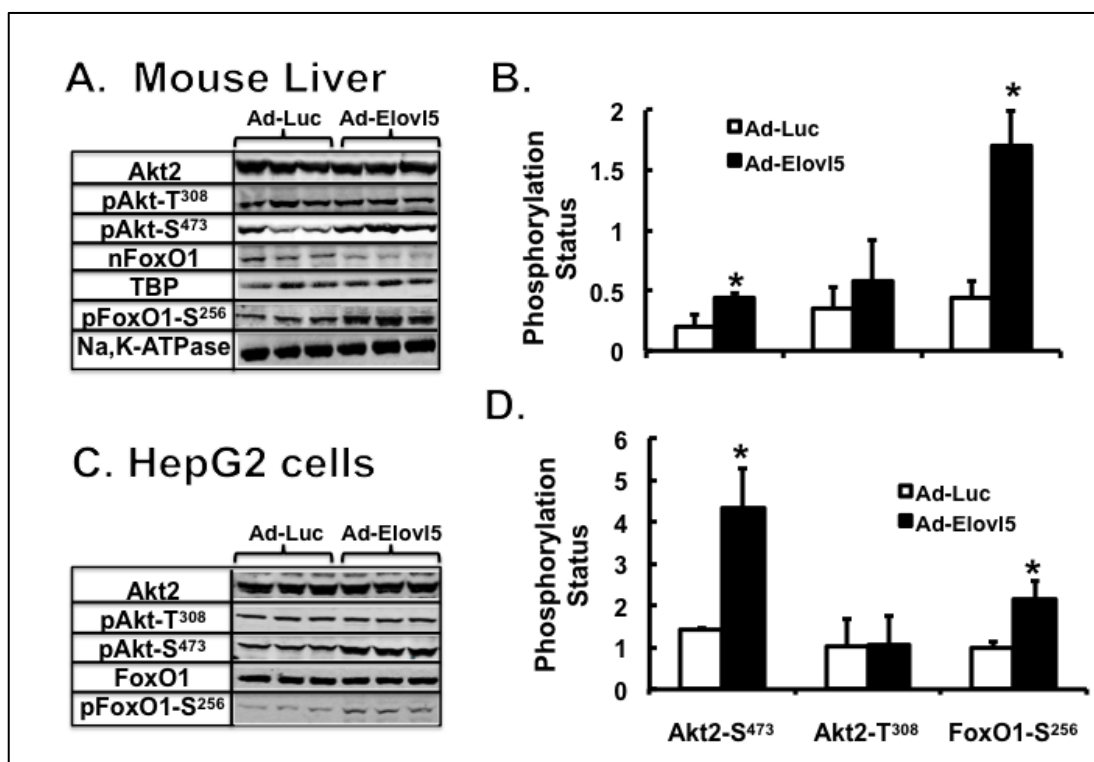 A. Mouse Liver
Ad-Luc Ad-Elovl5
Akt2
pAkt-T³⁰⁸
pAkt-S⁴⁷³
nFoxO1
TBP
pFoxO1-S²⁵⁶
Na,K-ATPase
B.
Phosphorylation
Status
2
1.5
1
0.5
0
Ad-Luc
Ad-Elovl5
*
*
C. HepG2 cells
Ad-Luc Ad-Elovl5
Akt2
pAkt-T³⁰⁸
pAkt-S⁴⁷³
FoxO1
pFoxO1-S²⁵⁶
D.
Phosphorylation
Status
6
5
4
3
2
1
0
Ad-Luc
Ad-Elovl5
*
*
Akt2-S⁴⁷³ Akt2-T³⁰⁸ FoxO1-S²⁵⁶